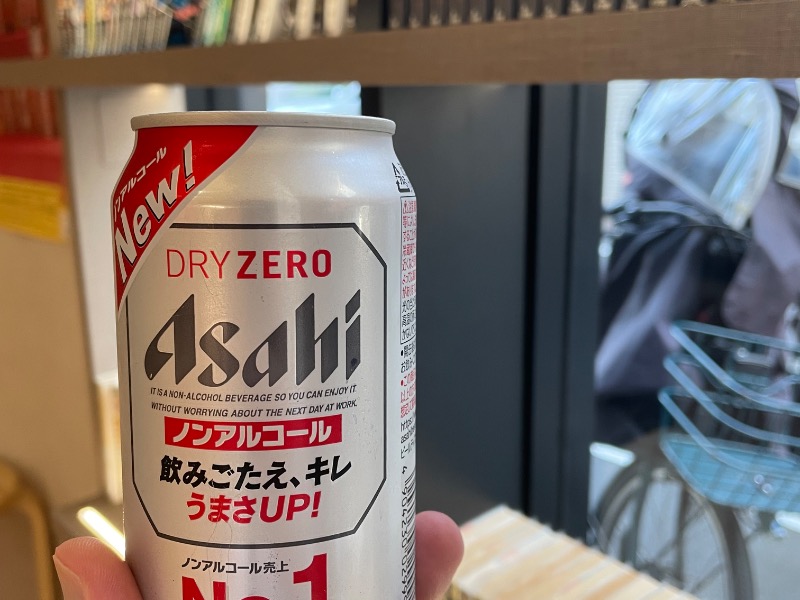 ノンアルコール
New!
DRY ZERO
Asahi
IT IS A NON-ALCOHOL BEVERAGE SO YOU CAN ENJOY IT
WITHOUT WORRYING ABOUT THE NEXT DAY AT WORK.
ノンアルコール
飲みごたえ、キレ
うまさUP!
ノンアルコール売上
No.1